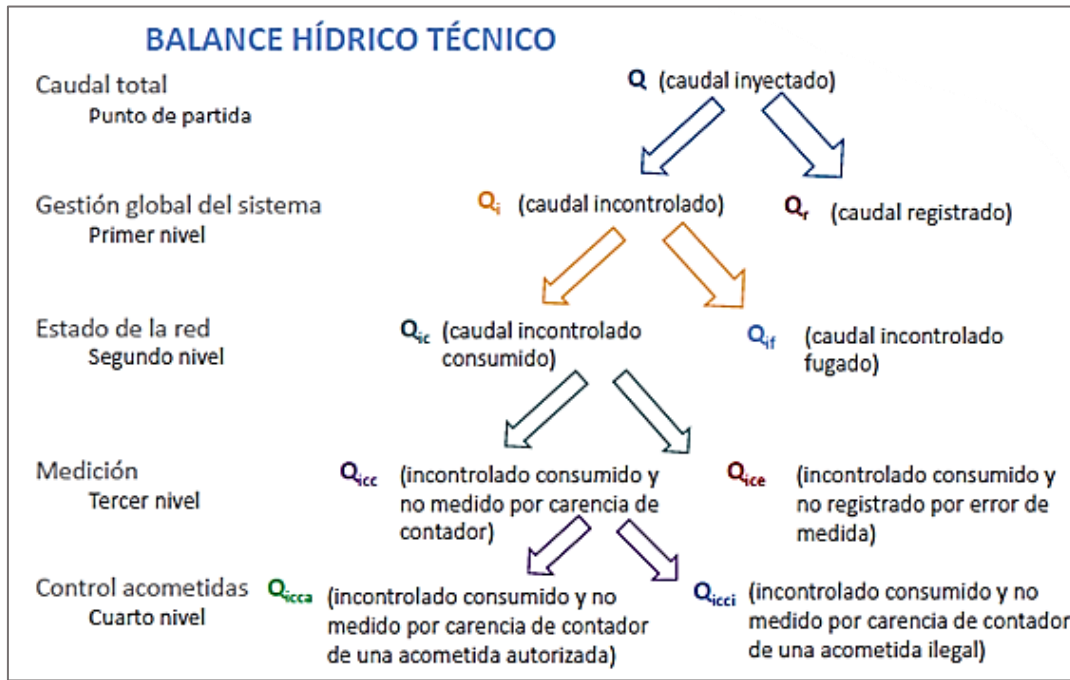 BALANCE HÍDRICO TÉCNICO
Caudal total
Punto de partida
Q (caudal inyectado)
Gestión global del sistema
Primer nivel
Qi (caudal incontrolado)
Qr (caudal registrado)
Estado de la red
Segundo nivel
Qic (caudal incontrolado
consumido)
Qif (caudal incontrolado
fugado)
Medición
Tercer nivel
Qicc (incontrolado consumido y
no medido por carencia de
contador)
Qice (incontrolado consumido y
no registrado por error de
medida)
Control acometidas
Cuarto nivel
Qicca (incontrolado consumido y no
medido por carencia de contador
de una acometida autorizada)
Qicci (incontrolado consumido y no
medido por carencia de contador
de una acometida ilegal)